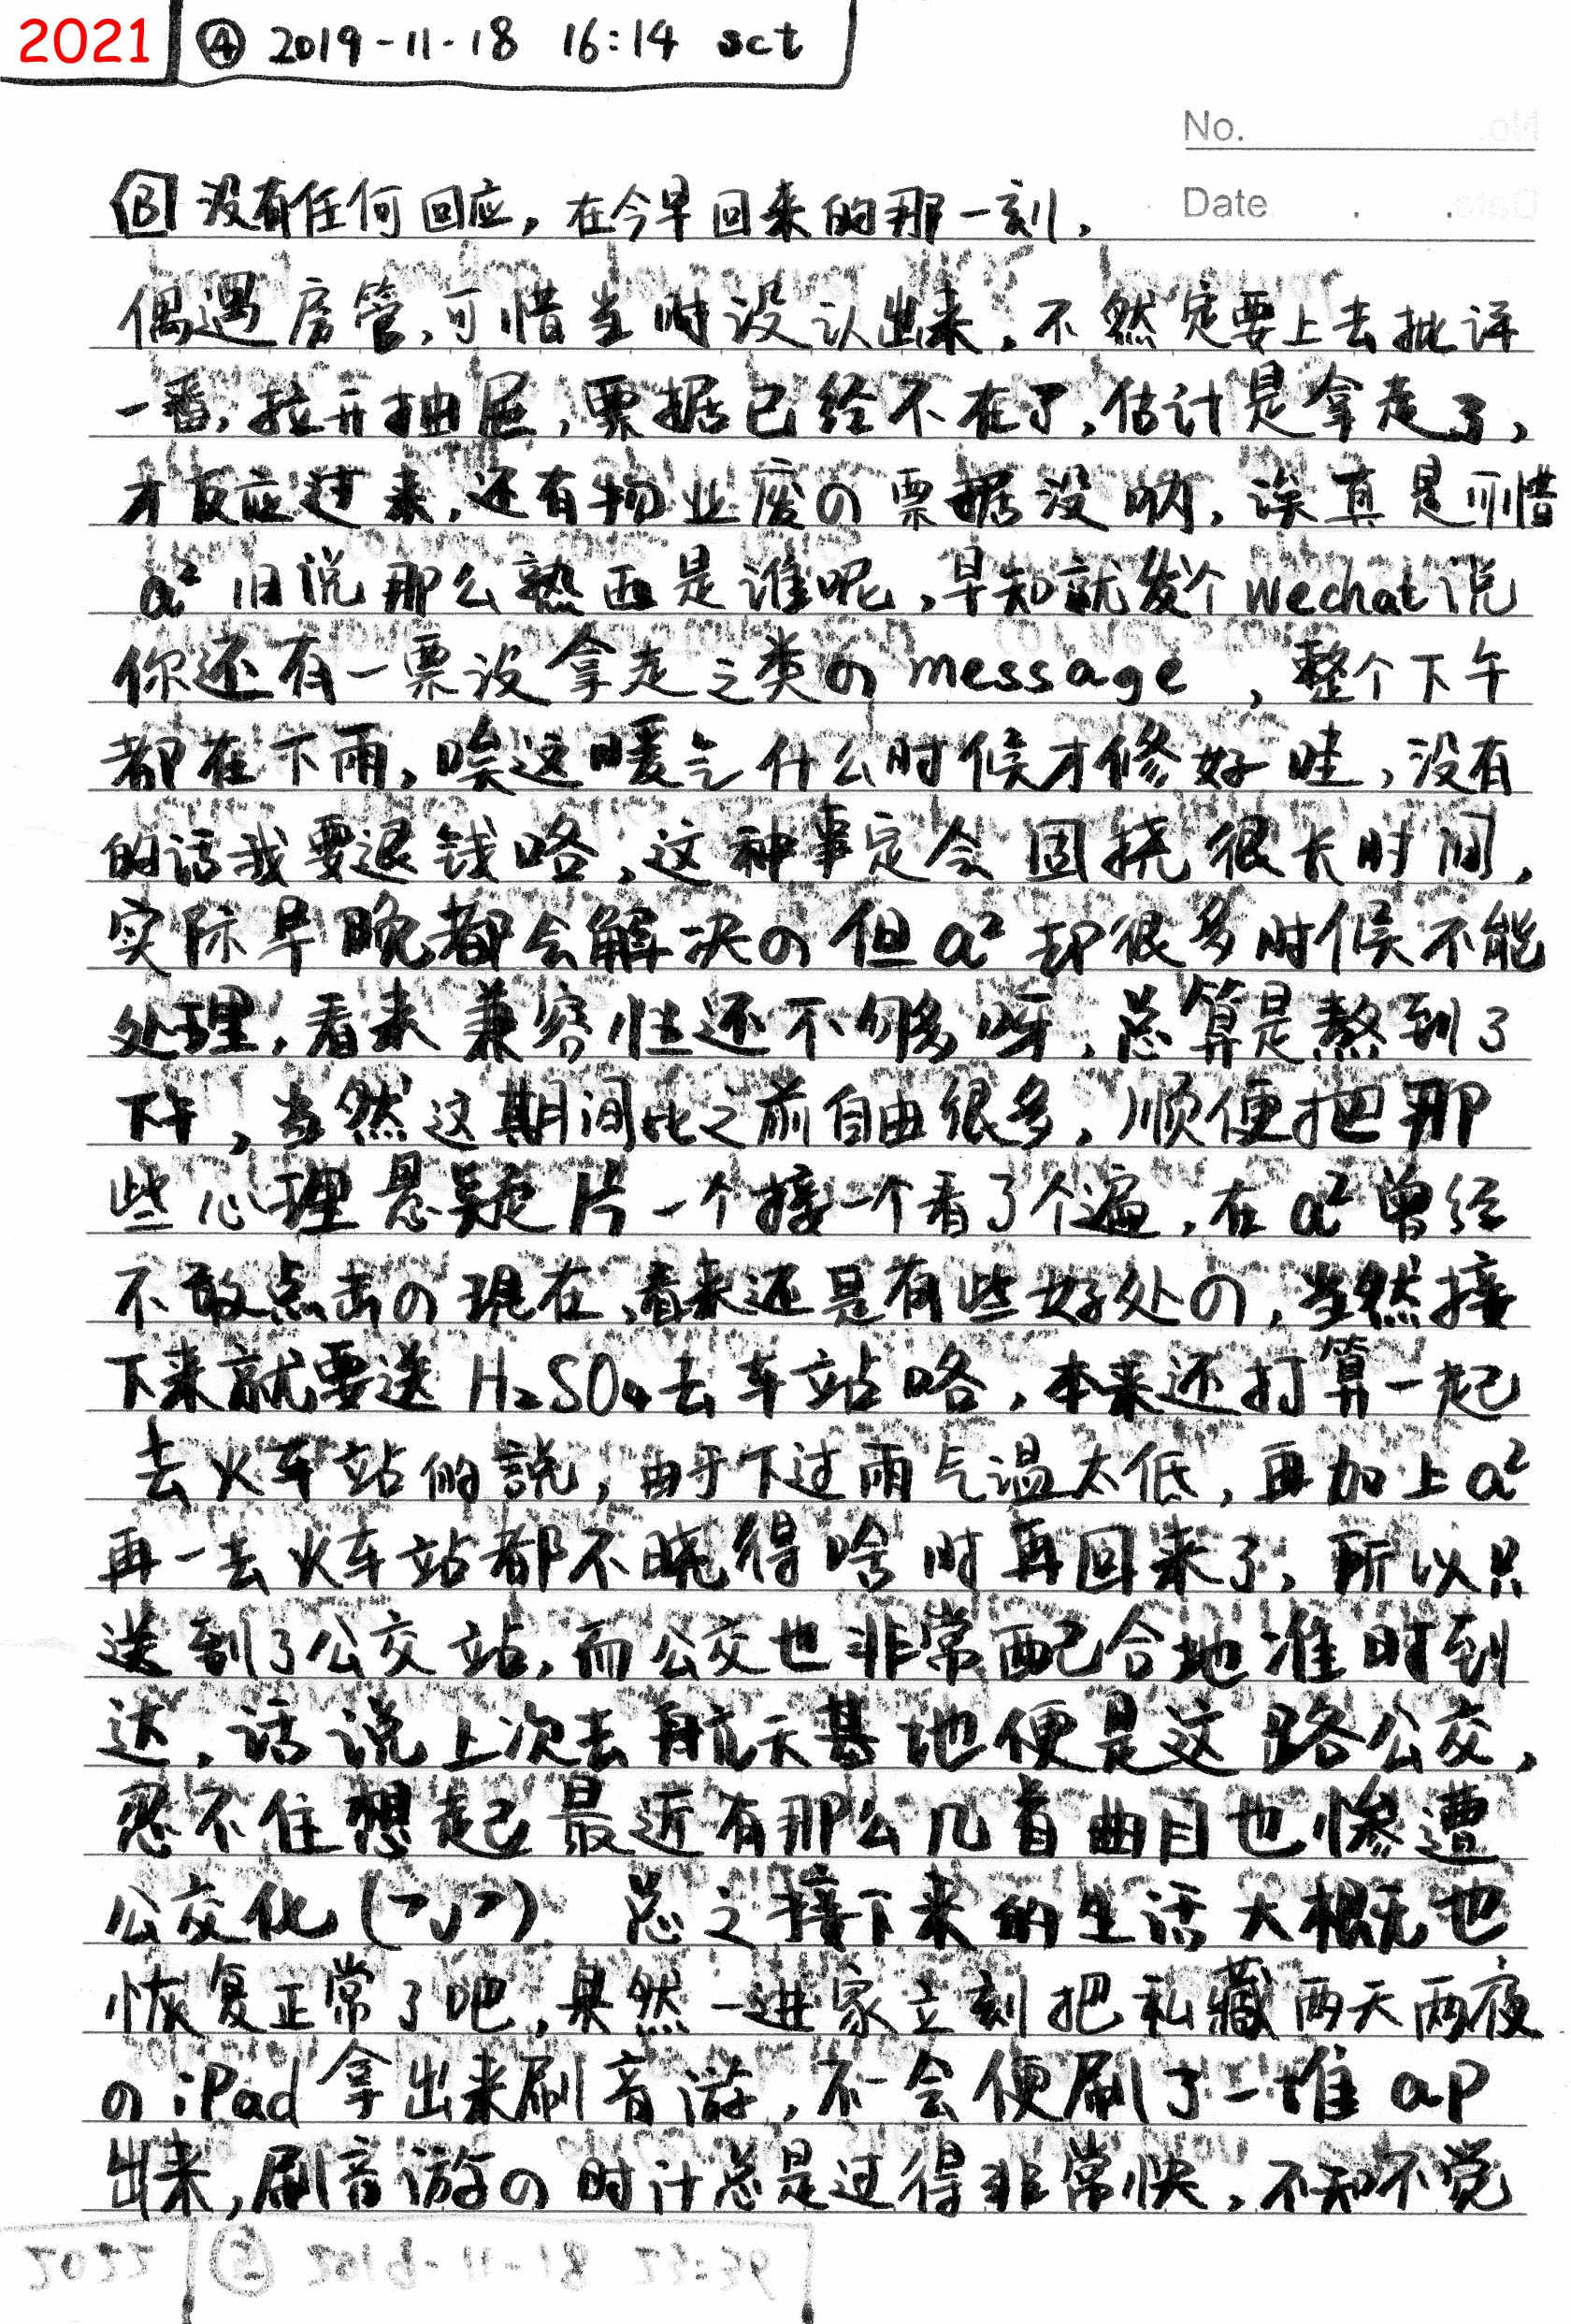 2021 ④ 2019-11-18 16:14 sct
No.
Date . .
B 没有任何回应，在今早回来的那一刻，
偶遇房管，可惜当时没认出来，不然定要上去批评
一番，拉开抽屉，票据已经不在了，估计是拿走了，
才反应过来，还有物业废の票据没呐，诶真是可惜
a² 旧说那么熟西是谁呢，早知就发个 wechat 说
你还有一票没拿走之类の message ，整个下午
都在下雨，唉这暖气什么时候才修好哇，没有
的话我要退钱咯，这种事定会困挠很长时间，
实际早晚都会解决の但 a² 却很多时候不能
处理，看来兼容性还不够多呀，总算是熬到了
下午，当然这期间比之前自由很多，顺便把那
些心理悬疑片一个接一个看了个遍，在 a² 曾经
不敢点击の现在，看来还是有些好处の，当然接
下来就要送 H₂SO₄ 去车站咯，本来还打算一起
去火车站的説，由于下过雨气温太低，再加上 a²
再一去火车站都不晓得啥时再回来了，所以只
送到了公交站，而公交也非常配合地准时到
达，话说上次去航天基地便是这路公交，
忍不住想起最近有那么几首曲目也惨遭
公交化 总之接下来的生活大概无也
恢复正常了吧，果然一进家立刻把私藏两天两夜
の iPad 拿出来刷音游，不一会便刷了一堆 ap
出来，刷音游の时计总是过得非常快，不知不觉